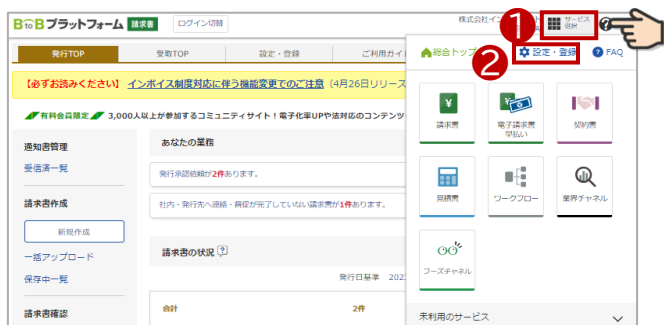 BtoBプラットフォーム 請求書 ログイン切替
株式会社イン
1
サービス
選択
?
発行TOP 受取TOP 設定・登録 ご利用ガイ
総合トップ
2
設定・登録 ? FAQ
【必ずお読みください】 インボイス制度対応に伴う機能変更でのご注意 (4月26日リリース
有料会員限定 3,000人以上が参加するコミュニティサイト！電子化率UPや法対応のコンテンツ
通知書管理
受信済一覧
請求書作成
新規作成
一括アップロード
保存中一覧
請求書確認
あなたの業務
発行承認依頼が2件あります。
社内・発行先へ連絡・督促が完了していない請求書が1件あります。
請求書の状況 ?
発行日基準 202
合計 2件
¥
請求書
¥
電子請求書
早払い
契約書
見積書
ワークフロー
業界チャネル
フーズチャネル
未利用のサービス